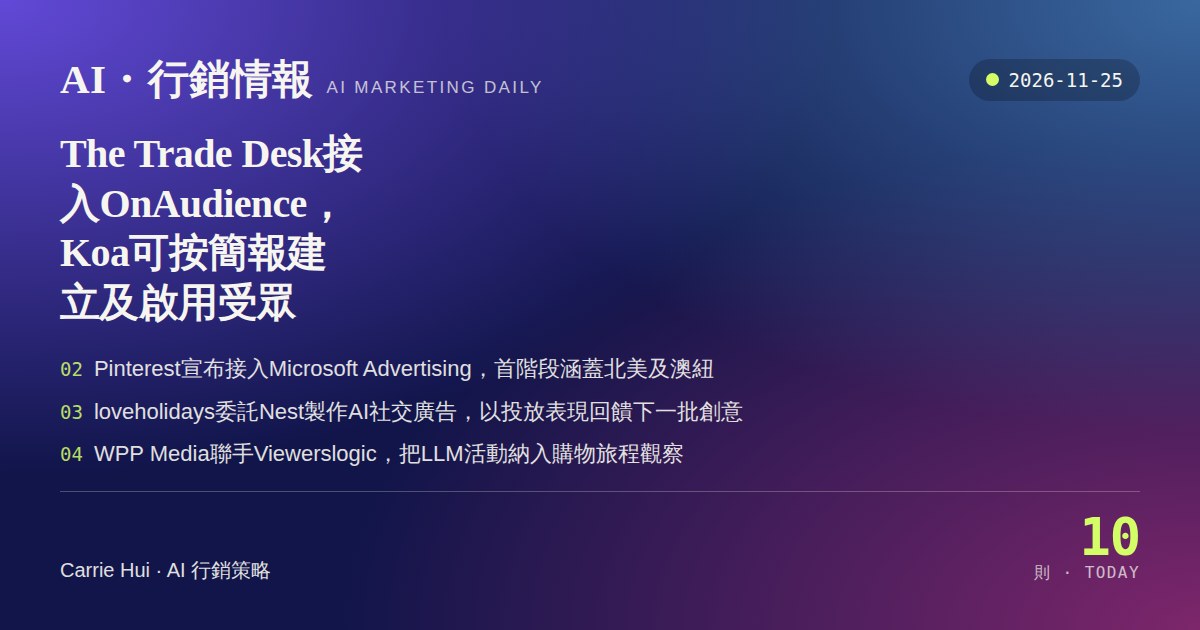 AI · 行銷情報 AI MARKETING DAILY
2026-11-25
The Trade Desk接
入OnAudience，
Koa可按簡報建
立及啟用受眾
02 Pinterest宣布接入Microsoft Advertising，首階段涵蓋北美及澳紐
03 loveholidays委託Nest製作AI社交廣告，以投放表現回饋下一批創意
04 WPP Media聯手Viewerslogic，把LLM活動納入購物旅程觀察
10
Carrie Hui · AI 行銷策略
則 · TODAY